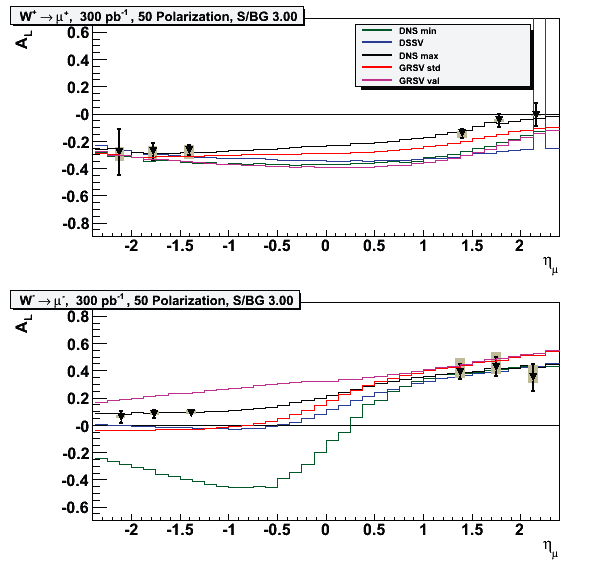 W⁺ → μ⁺, 300 pb⁻¹, 50 Polarization, S/BG 3.00
A_L
0.6
0.4
0.2
-0
-0.2
-0.4
-0.6
-0.8
DNS min
DSSV
DNS max
GRSV std
GRSV val
-2 -1.5 -1 -0.5 0 0.5 1 1.5 2
η_μ
W⁻ → μ⁻, 300 pb⁻¹, 50 Polarization, S/BG 3.00
A_L
0.8
0.6
0.4
0.2
-0
-0.2
-0.4
-0.6
-2 -1.5 -1 -0.5 0 0.5 1 1.5 2
η_μ